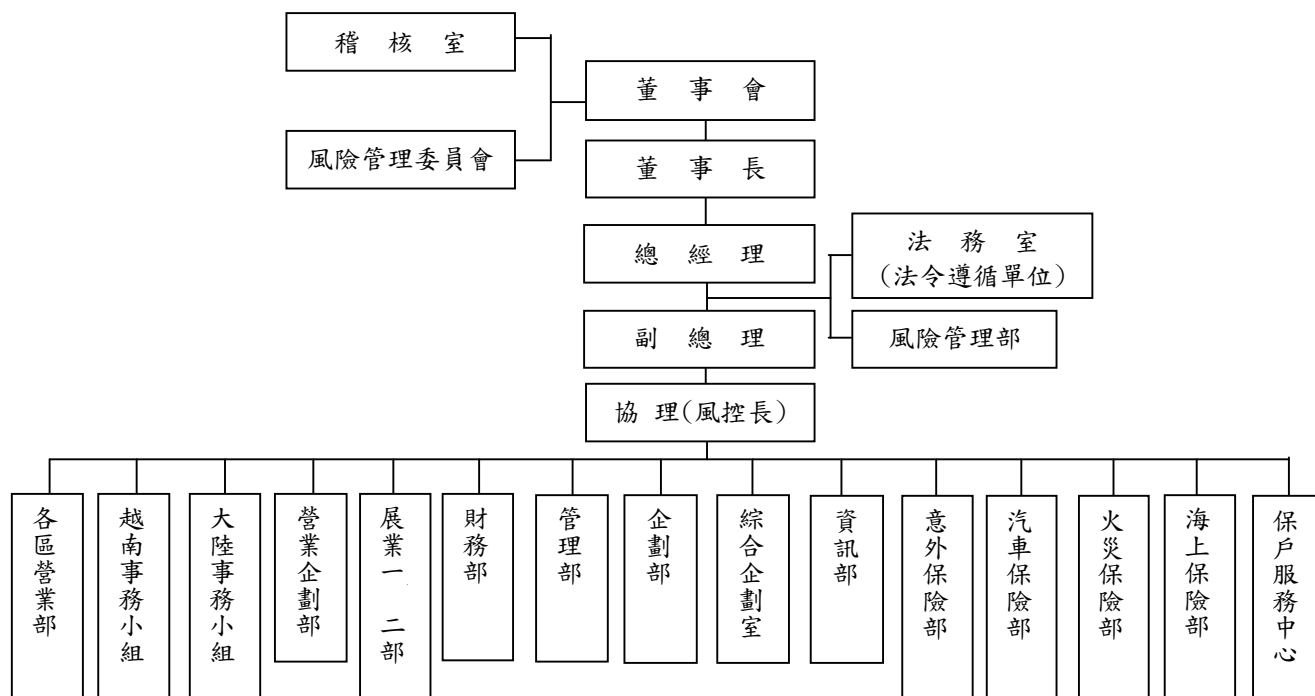 稽 核 室
董 事 會
風險管理委員會
董 事 長
總 經 理
法 務 室
(法令遵循單位)
副 總 理
風險管理部
協 理(風控長)
各區營業部
越南事務小組
大陸事務小組
營業企劃部
展業一 二部
財務部
管理部
企劃部
綜合企劃室
資訊部
意外保險部
汽車保險部
火災保險部
海上保險部
保戶服務中心